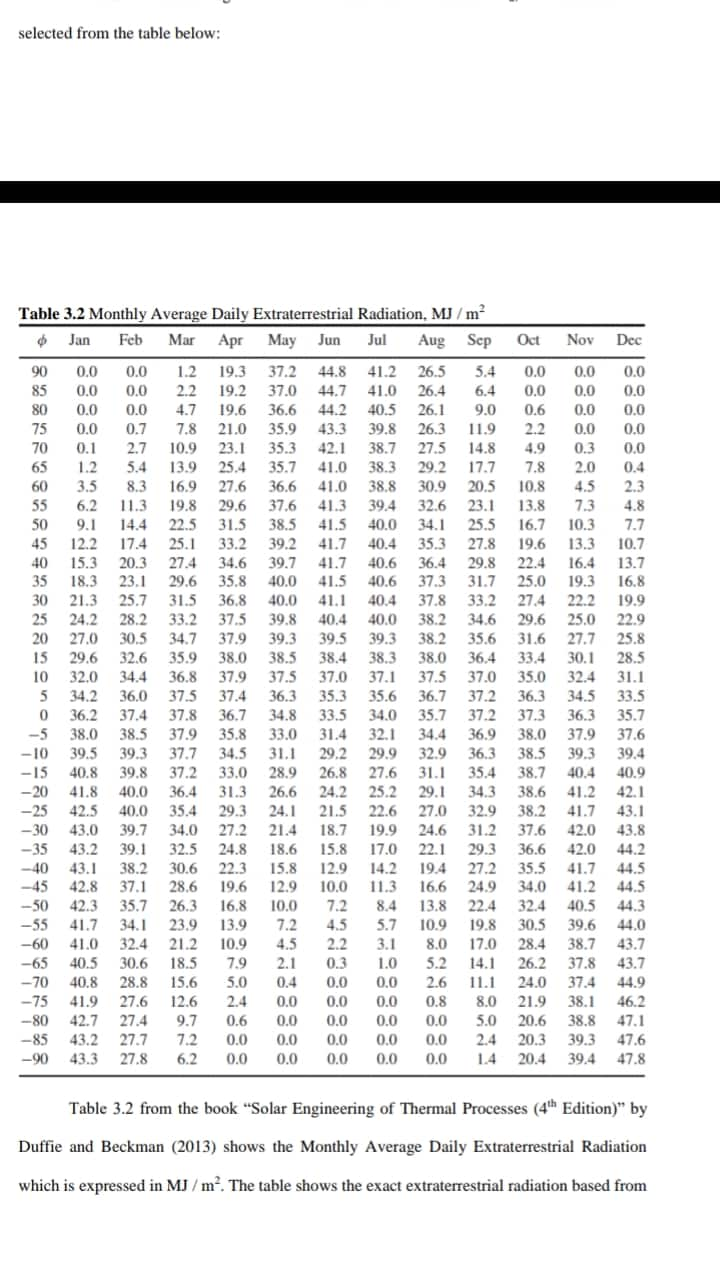 selected from the table below:
Table 3.2 Monthly Average Daily Extraterrestrial Radiation, MJ / m²
ϕ Jan Feb Mar Apr May Jun Jul Aug Sep Oct Nov Dec
90 0.0 0.0 1.2 19.3 37.2 44.8 41.2 26.5 5.4 0.0 0.0 0.0
85 0.0 0.0 2.2 19.2 37.0 44.7 41.0 26.4 6.4 0.0 0.0 0.0
80 0.0 0.0 4.7 19.6 36.6 44.2 40.5 26.1 9.0 0.6 0.0 0.0
75 0.0 0.7 7.8 21.0 35.9 43.3 39.8 26.3 11.9 2.2 0.0 0.0
70 0.1 2.7 10.9 23.1 35.3 42.1 38.7 27.5 14.8 4.9 0.3 0.0
65 1.2 5.4 13.9 25.4 35.7 41.0 38.3 29.2 17.7 7.8 2.0 0.4
60 3.5 8.3 16.9 27.6 36.6 41.0 38.8 30.9 20.5 10.8 4.5 2.3
55 6.2 11.3 19.8 29.6 37.6 41.3 39.4 32.6 23.1 13.8 7.3 4.8
50 9.1 14.4 22.5 31.5 38.5 41.5 40.0 34.1 25.5 16.7 10.3 7.7
45 12.2 17.4 25.1 33.2 39.2 41.7 40.4 35.3 27.8 19.6 13.3 10.7
40 15.3 20.3 27.4 34.6 39.7 41.7 40.6 36.4 29.8 22.4 16.4 13.7
35 18.3 23.1 29.6 35.8 40.0 41.5 40.6 37.3 31.7 25.0 19.3 16.8
30 21.3 25.7 31.5 36.8 40.0 41.1 40.4 37.8 33.2 27.4 22.2 19.9
25 24.2 28.2 33.2 37.5 39.8 40.4 40.0 38.2 34.6 29.6 25.0 22.9
20 27.0 30.5 34.7 37.9 39.3 39.5 39.3 38.2 35.6 31.6 27.7 25.8
15 29.6 32.6 35.9 38.0 38.5 38.4 38.3 38.0 36.4 33.4 30.1 28.5
10 32.0 34.4 36.8 37.9 37.5 37.0 37.1 37.5 37.0 35.0 32.4 31.1
5 34.2 36.0 37.5 37.4 36.3 35.3 35.6 36.7 37.2 36.3 34.5 33.5
0 36.2 37.4 37.8 36.7 34.8 33.5 34.0 35.7 37.2 37.3 36.3 35.7
−5 38.0 38.5 37.9 35.8 33.0 31.4 32.1 34.4 36.9 38.0 37.9 37.6
−10 39.5 39.3 37.7 34.5 31.1 29.2 29.9 32.9 36.3 38.5 39.3 39.4
−15 40.8 39.8 37.2 33.0 28.9 26.8 27.6 31.1 35.4 38.7 40.4 40.9
−20 41.8 40.0 36.4 31.3 26.6 24.2 25.2 29.1 34.3 38.6 41.2 42.1
−25 42.5 40.0 35.4 29.3 24.1 21.5 22.6 27.0 32.9 38.2 41.7 43.1
−30 43.0 39.7 34.0 27.2 21.4 18.7 19.9 24.6 31.2 37.6 42.0 43.8
−35 43.2 39.1 32.5 24.8 18.6 15.8 17.0 22.1 29.3 36.6 42.0 44.2
−40 43.1 38.2 30.6 22.3 15.8 12.9 14.2 19.4 27.2 35.5 41.7 44.5
−45 42.8 37.1 28.6 19.6 12.9 10.0 11.3 16.6 24.9 34.0 41.2 44.5
−50 42.3 35.7 26.3 16.8 10.0 7.2 8.4 13.8 22.4 32.4 40.5 44.3
−55 41.7 34.1 23.9 13.9 7.2 4.5 5.7 10.9 19.8 30.5 39.6 44.0
−60 41.0 32.4 21.2 10.9 4.5 2.2 3.1 8.0 17.0 28.4 38.7 43.7
−65 40.5 30.6 18.5 7.9 2.1 0.3 1.0 5.2 14.1 26.2 37.8 43.7
−70 40.8 28.8 15.6 5.0 0.4 0.0 0.0 2.6 11.1 24.0 37.4 44.9
−75 41.9 27.6 12.6 2.4 0.0 0.0 0.0 0.8 8.0 21.9 38.1 46.2
−80 42.7 27.4 9.7 0.6 0.0 0.0 0.0 0.0 5.0 20.6 38.8 47.1
−85 43.2 27.7 7.2 0.0 0.0 0.0 0.0 0.0 2.4 20.3 39.3 47.6
−90 43.3 27.8 6.2 0.0 0.0 0.0 0.0 0.0 1.4 20.4 39.4 47.8
Table 3.2 from the book “Solar Engineering of Thermal Processes (4th Edition)” by
Duffie and Beckman (2013) shows the Monthly Average Daily Extraterrestrial Radiation
which is expressed in MJ / m². The table shows the exact extraterrestrial radiation based from